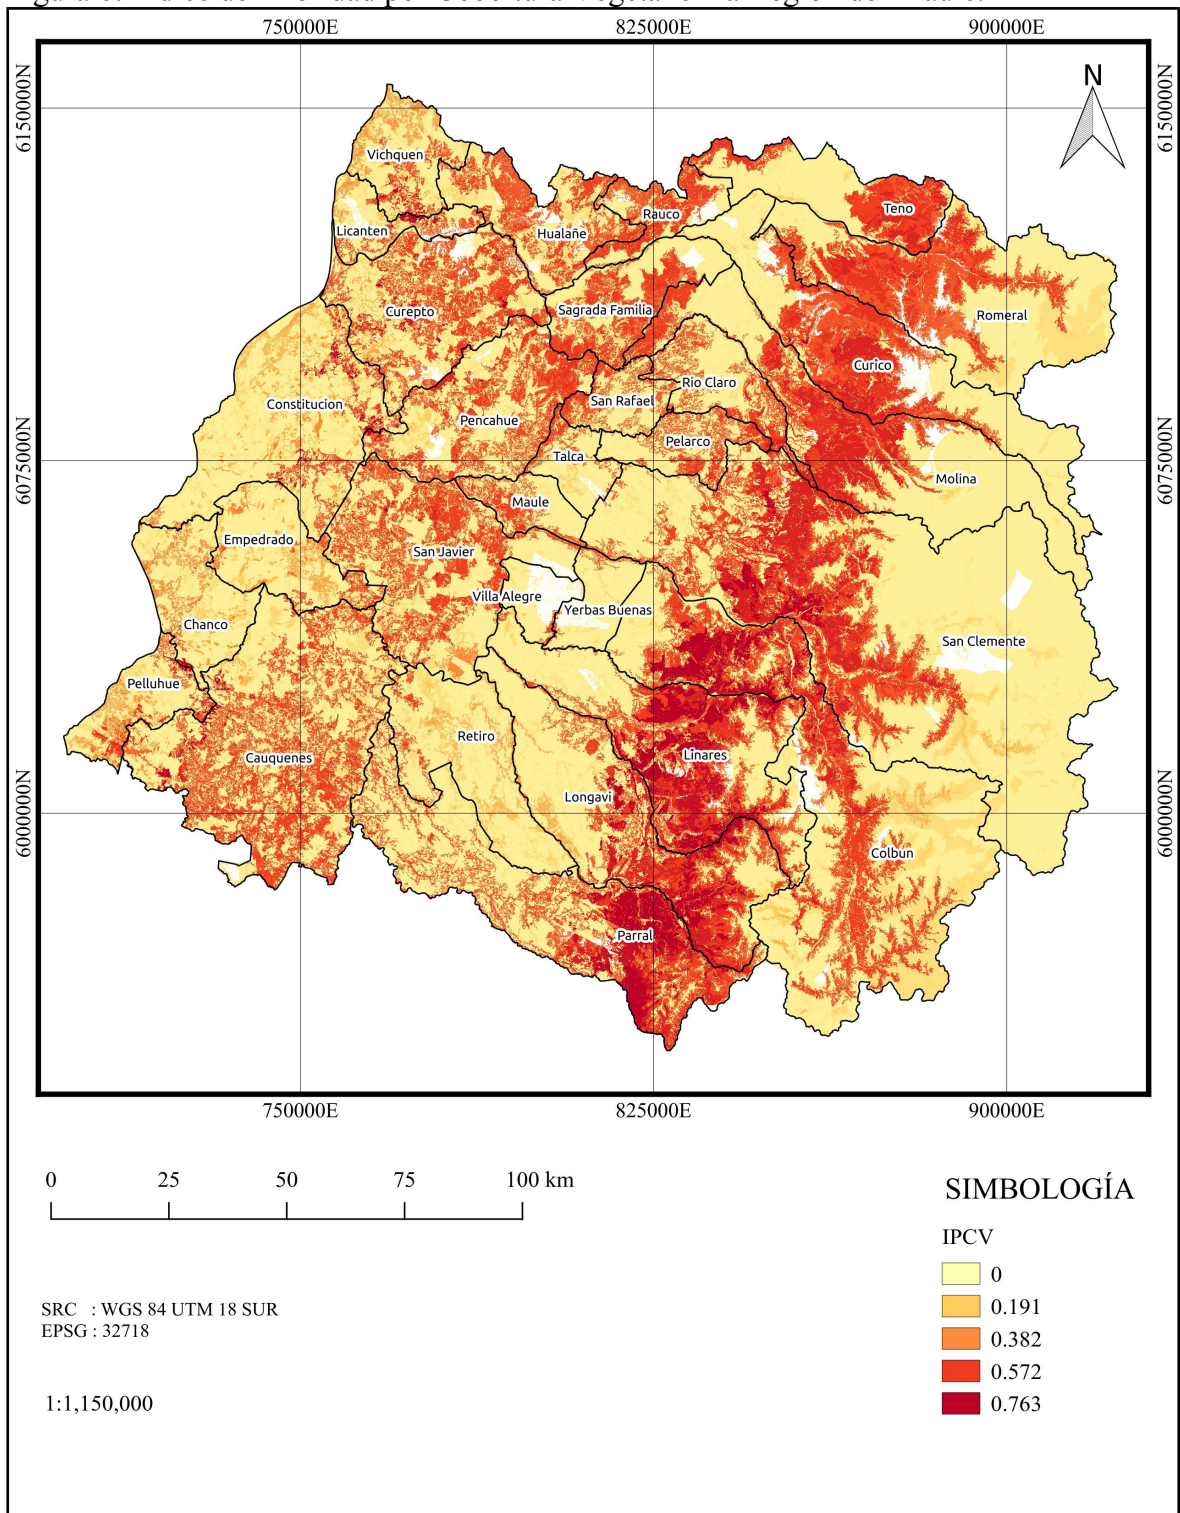 750000E 825000E 900000E
6150000N 6150000N
N
Vichquen
Teno
Rauco
Licanten
Hualañe
Curepto
Sagrada Familia
Romeral
Curico
Rio Claro
San Rafael
Constitucion
Pencahue
Pelarco
Talca
6075000N 6075000N
Molina
Maule
Empedrado
San Javier
Villa Alegre
Yerbas Buenas
Chanco
San Clemente
Pelluhue
Retiro
Cauquenes
Linares
Longavi
6000000N 6000000N
Colbun
Parral
750000E 825000E 900000E
0 25 50 75 100 km
SIMBOLOGÍA
IPCV
0
0.191
0.382
0.572
0.763
SRC : WGS 84 UTM 18 SUR
EPSG : 32718
1:1,150,000